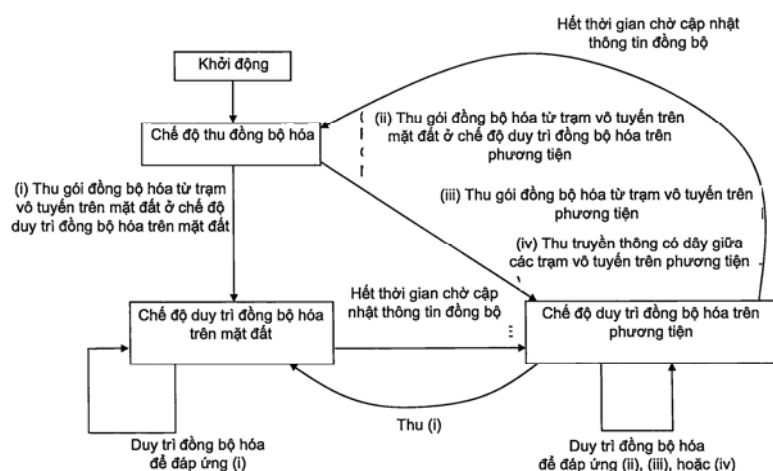 Hết thời gian chờ cập nhật
thông tin đồng bộ
Khởi động
Chế độ thu đồng bộ hóa
(ii) Thu gói đồng bộ hóa từ trạm vô tuyến trên
mặt đất ở chế độ duy trì đồng bộ hóa trên
phương tiện
(i) Thu gói đồng bộ hóa từ trạm
vô tuyến trên mặt đất ở chế độ
duy trì đồng bộ hóa trên mặt đất
(iii) Thu gói đồng bộ hóa từ trạm vô tuyến trên
phương tiện
(iv) Thu truyền thông có dây giữa
các trạm vô tuyến trên phương tiện
Hết thời gian chờ cập
nhật thông tin đồng bộ
Chế độ duy trì đồng bộ hóa
trên mặt đất
Chế độ duy trì đồng bộ hóa trên
phương tiện
Thu (i)
Duy trì đồng bộ hóa
để đáp ứng (i)
Duy trì đồng bộ hóa
để đáp ứng (ii), (iii), hoặc (iv)